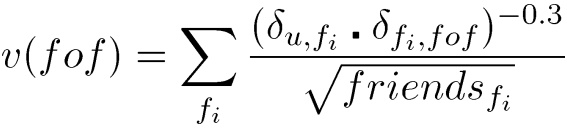 v(fof) = \sum_{f_i} \frac{(\delta_{u,f_i} \cdot \delta_{f_i,fof})^{-0.3}}{\sqrt{friends_{f_i}}}